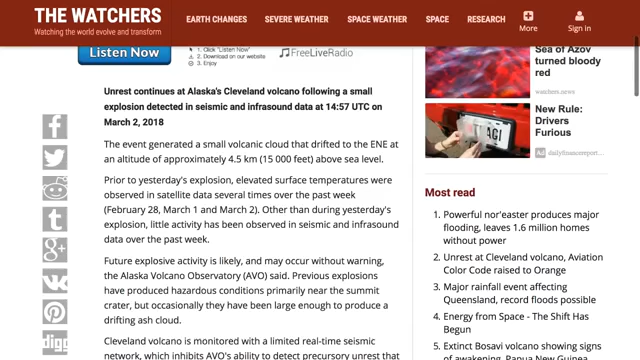 THE WATCHERS
Watching the world evolve and transform
EARTH CHANGES
SEVERE WEATHER
SPACE WEATHER
SPACE
RESEARCH
More
Sign in
Listen Now
1. Click "Listen Now"
2. Download on our website
3. Enjoy
FreeLiveRadio
Unrest continues at Alaska's Cleveland volcano following a small
explosion detected in seismic and infrasound data at 14:57 UTC on
March 2, 2018
The event generated a small volcanic cloud that drifted to the ENE at
an altitude of approximately 4.5 km (15 000 feet) above sea level.
Prior to yesterday's explosion, elevated surface temperatures were
observed in satellite data several times over the past week
(February 28, March 1 and March 2). Other than during yesterday's
explosion, little activity has been observed in seismic and infrasound
data over the past week.
Future explosive activity is likely, and may occur without warning,
the Alaska Volcano Observatory (AVO) said. Previous explosions
have produced hazardous conditions primarily near the summit
crater, but occasionally they have been large enough to produce a
drifting ash cloud.
Cleveland volcano is monitored with a limited real-time seismic
network, which inhibits AVO's ability to detect precursory unrest that
Sea of Azov
turned bloody
red
watchers.news
New Rule:
Drivers
Furious
Ad dailyfinancereport...
Most read
1. Powerful nor'easter produces major
flooding, leaves 1.6 million homes
without power
2. Unrest at Cleveland volcano, Aviation
Color Code raised to Orange
3. Major rainfall event affecting
Queensland, record floods possible
4. Energy from Space - The Shift Has
Begun
5. Extinct Bosavi volcano showing signs
of awakening, Papua New Guinea